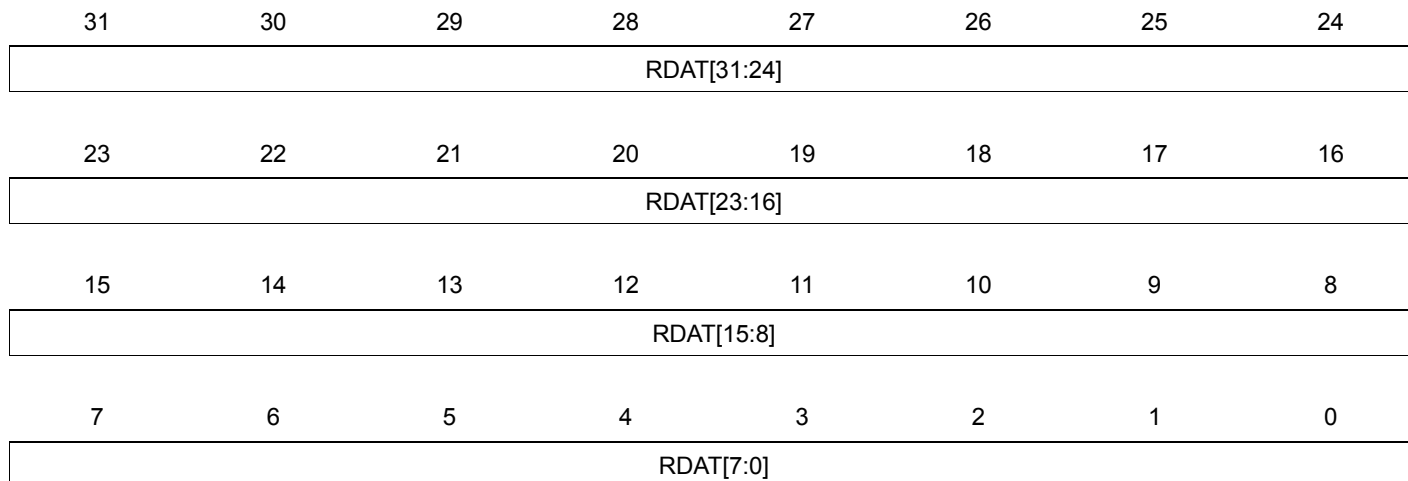 31 30 29 28 27 26 25 24
RDAT[31:24]
23 22 21 20 19 18 17 16
RDAT[23:16]
15 14 13 12 11 10 9 8
RDAT[15:8]
7 6 5 4 3 2 1 0
RDAT[7:0]